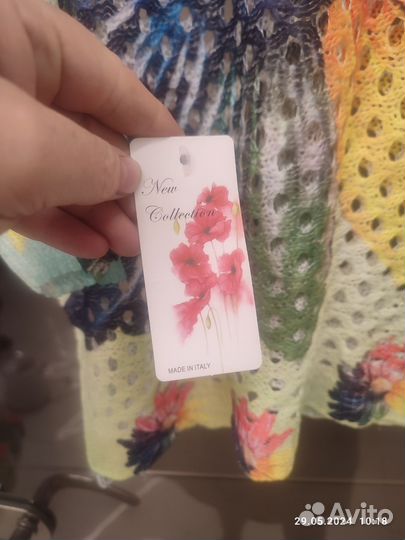 New
Collection
MADE IN ITALY
29.05.2024 10:18
Avito